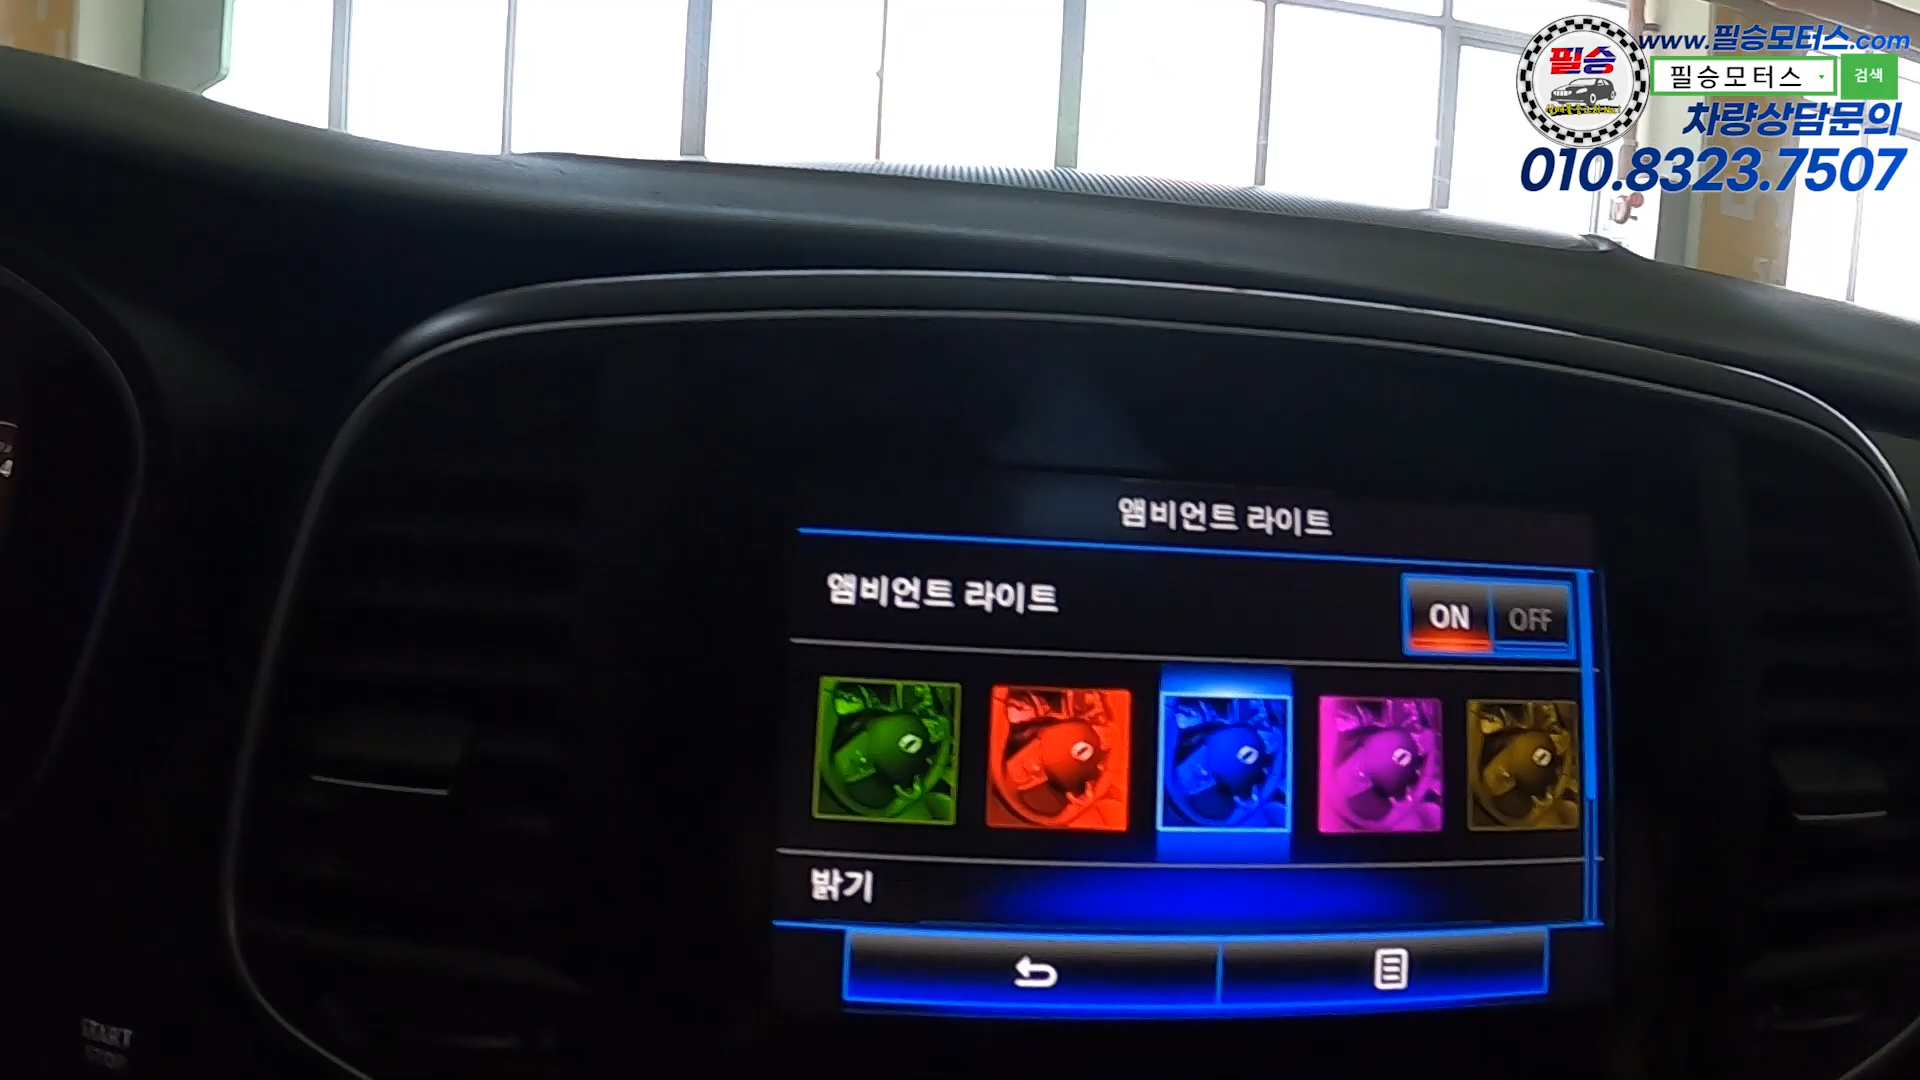 www.필승모터스.com
필승
필승모터스
검색
차량상담문의
010.8323.7507
앰비언트 라이트
앰비언트 라이트
ON OFF
밝기
START
STOP
4